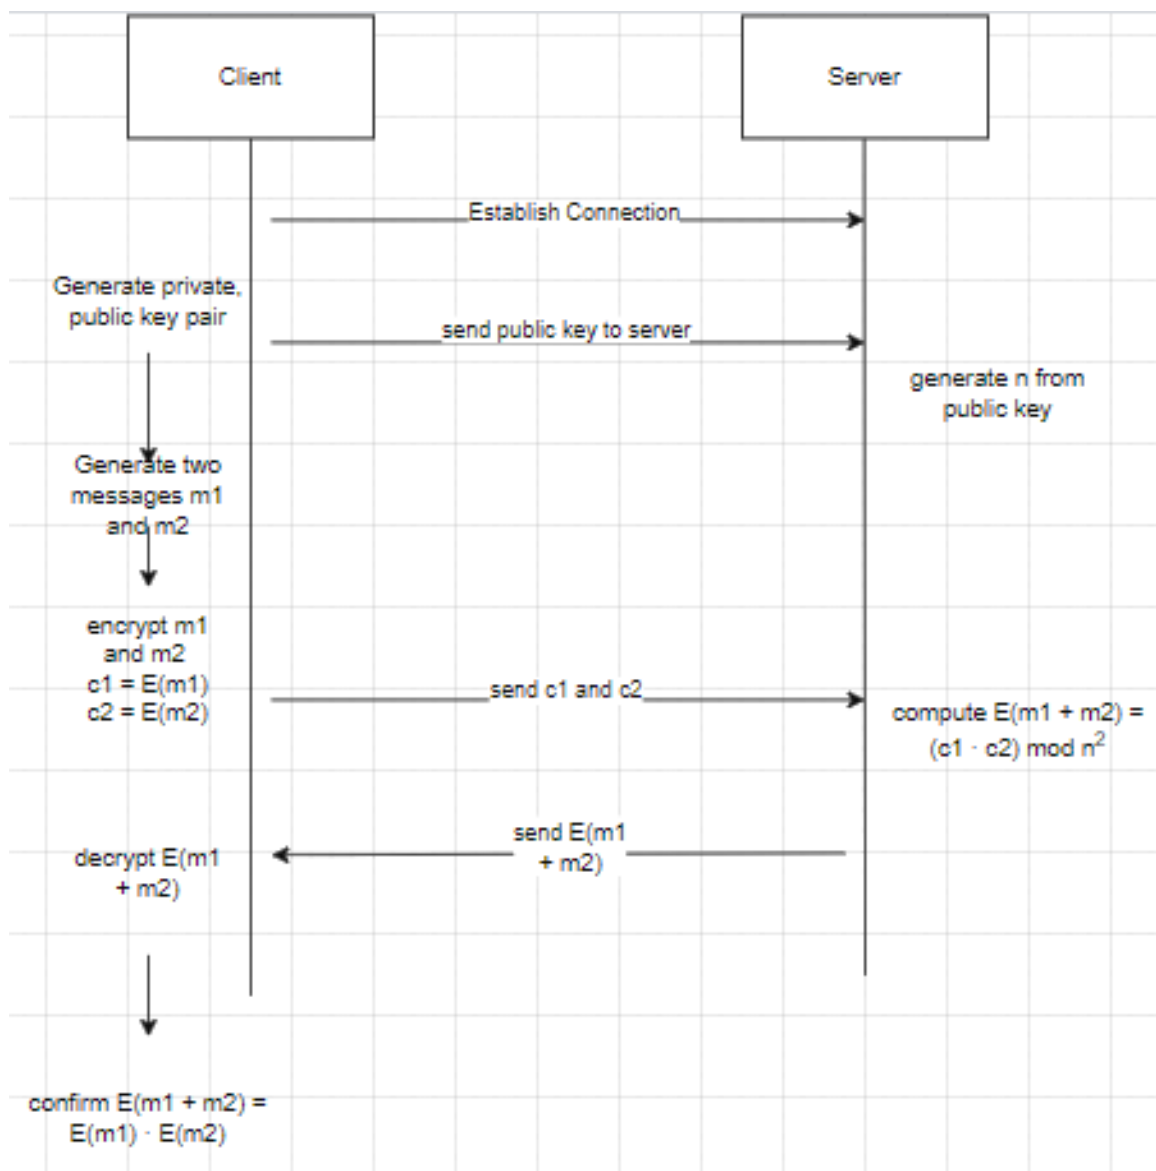 Client
Server
Establish Connection
Generate private,
public key pair
send public key to server
generate n from
public key
Generate two
messages m1
and m2
encrypt m1
and m2
c1 = E(m1)
c2 = E(m2)
send c1 and c2
compute E(m1 + m2) =
(c1 · c2) mod n²
send E(m1
+ m2)
decrypt E(m1
+ m2)
confirm E(m1 + m2) =
E(m1) · E(m2)